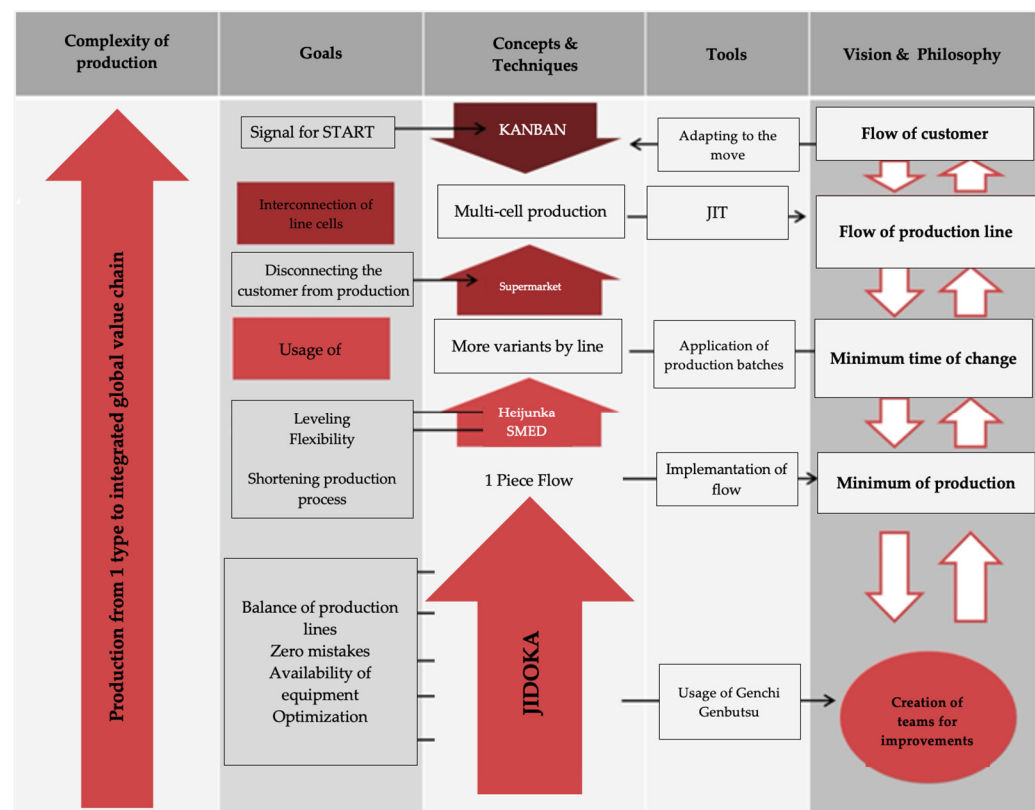 Complexity of
production
Goals
Concepts &
Techniques
Tools
Vision & Philosophy
Production from 1 type to integrated global value chain
Signal for START
KANBAN
Adapting to the
move
Flow of customer
Interconnection of
line cells
Multi-cell production
JIT
Flow of production line
Disconnecting the
customer from production
Supermarket
Usage of
More variants by line
Application of
production batches
Minimum time of change
Leveling
Flexibility
Shortening production
process
Heijunka
SMED
1 Piece Flow
Implemantation of
flow
Minimum of production
Balance of production
lines
Zero mistakes
Availability of
equipment
Optimization
JIDOKA
Usage of Genchi
Genbutsu
Creation of
teams for
improvements